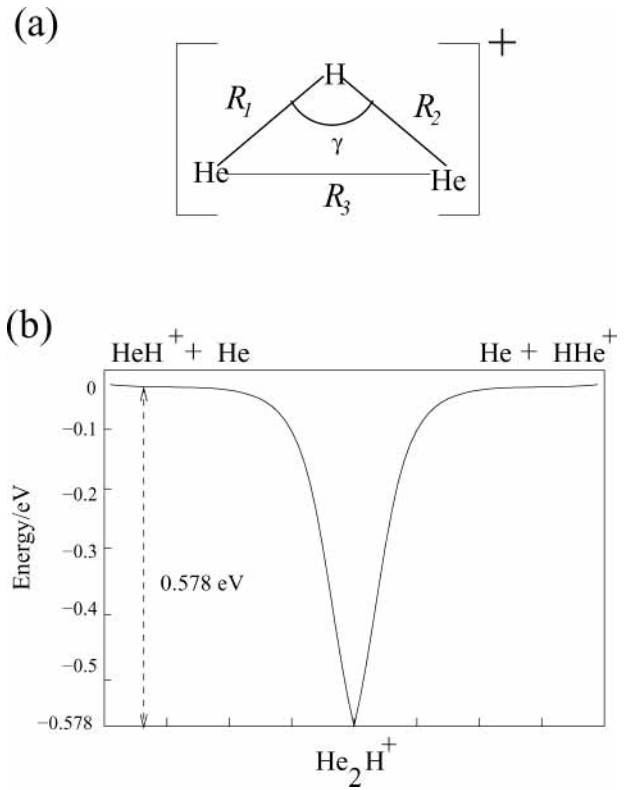 (a)
[ H ]+
R1 R2
γ
He He
R3
(b)
HeH+ + He He + HHe+
0
−0.1
−0.2
−0.3
−0.4
−0.5
−0.578
Energy/eV
0.578 eV
He2H+